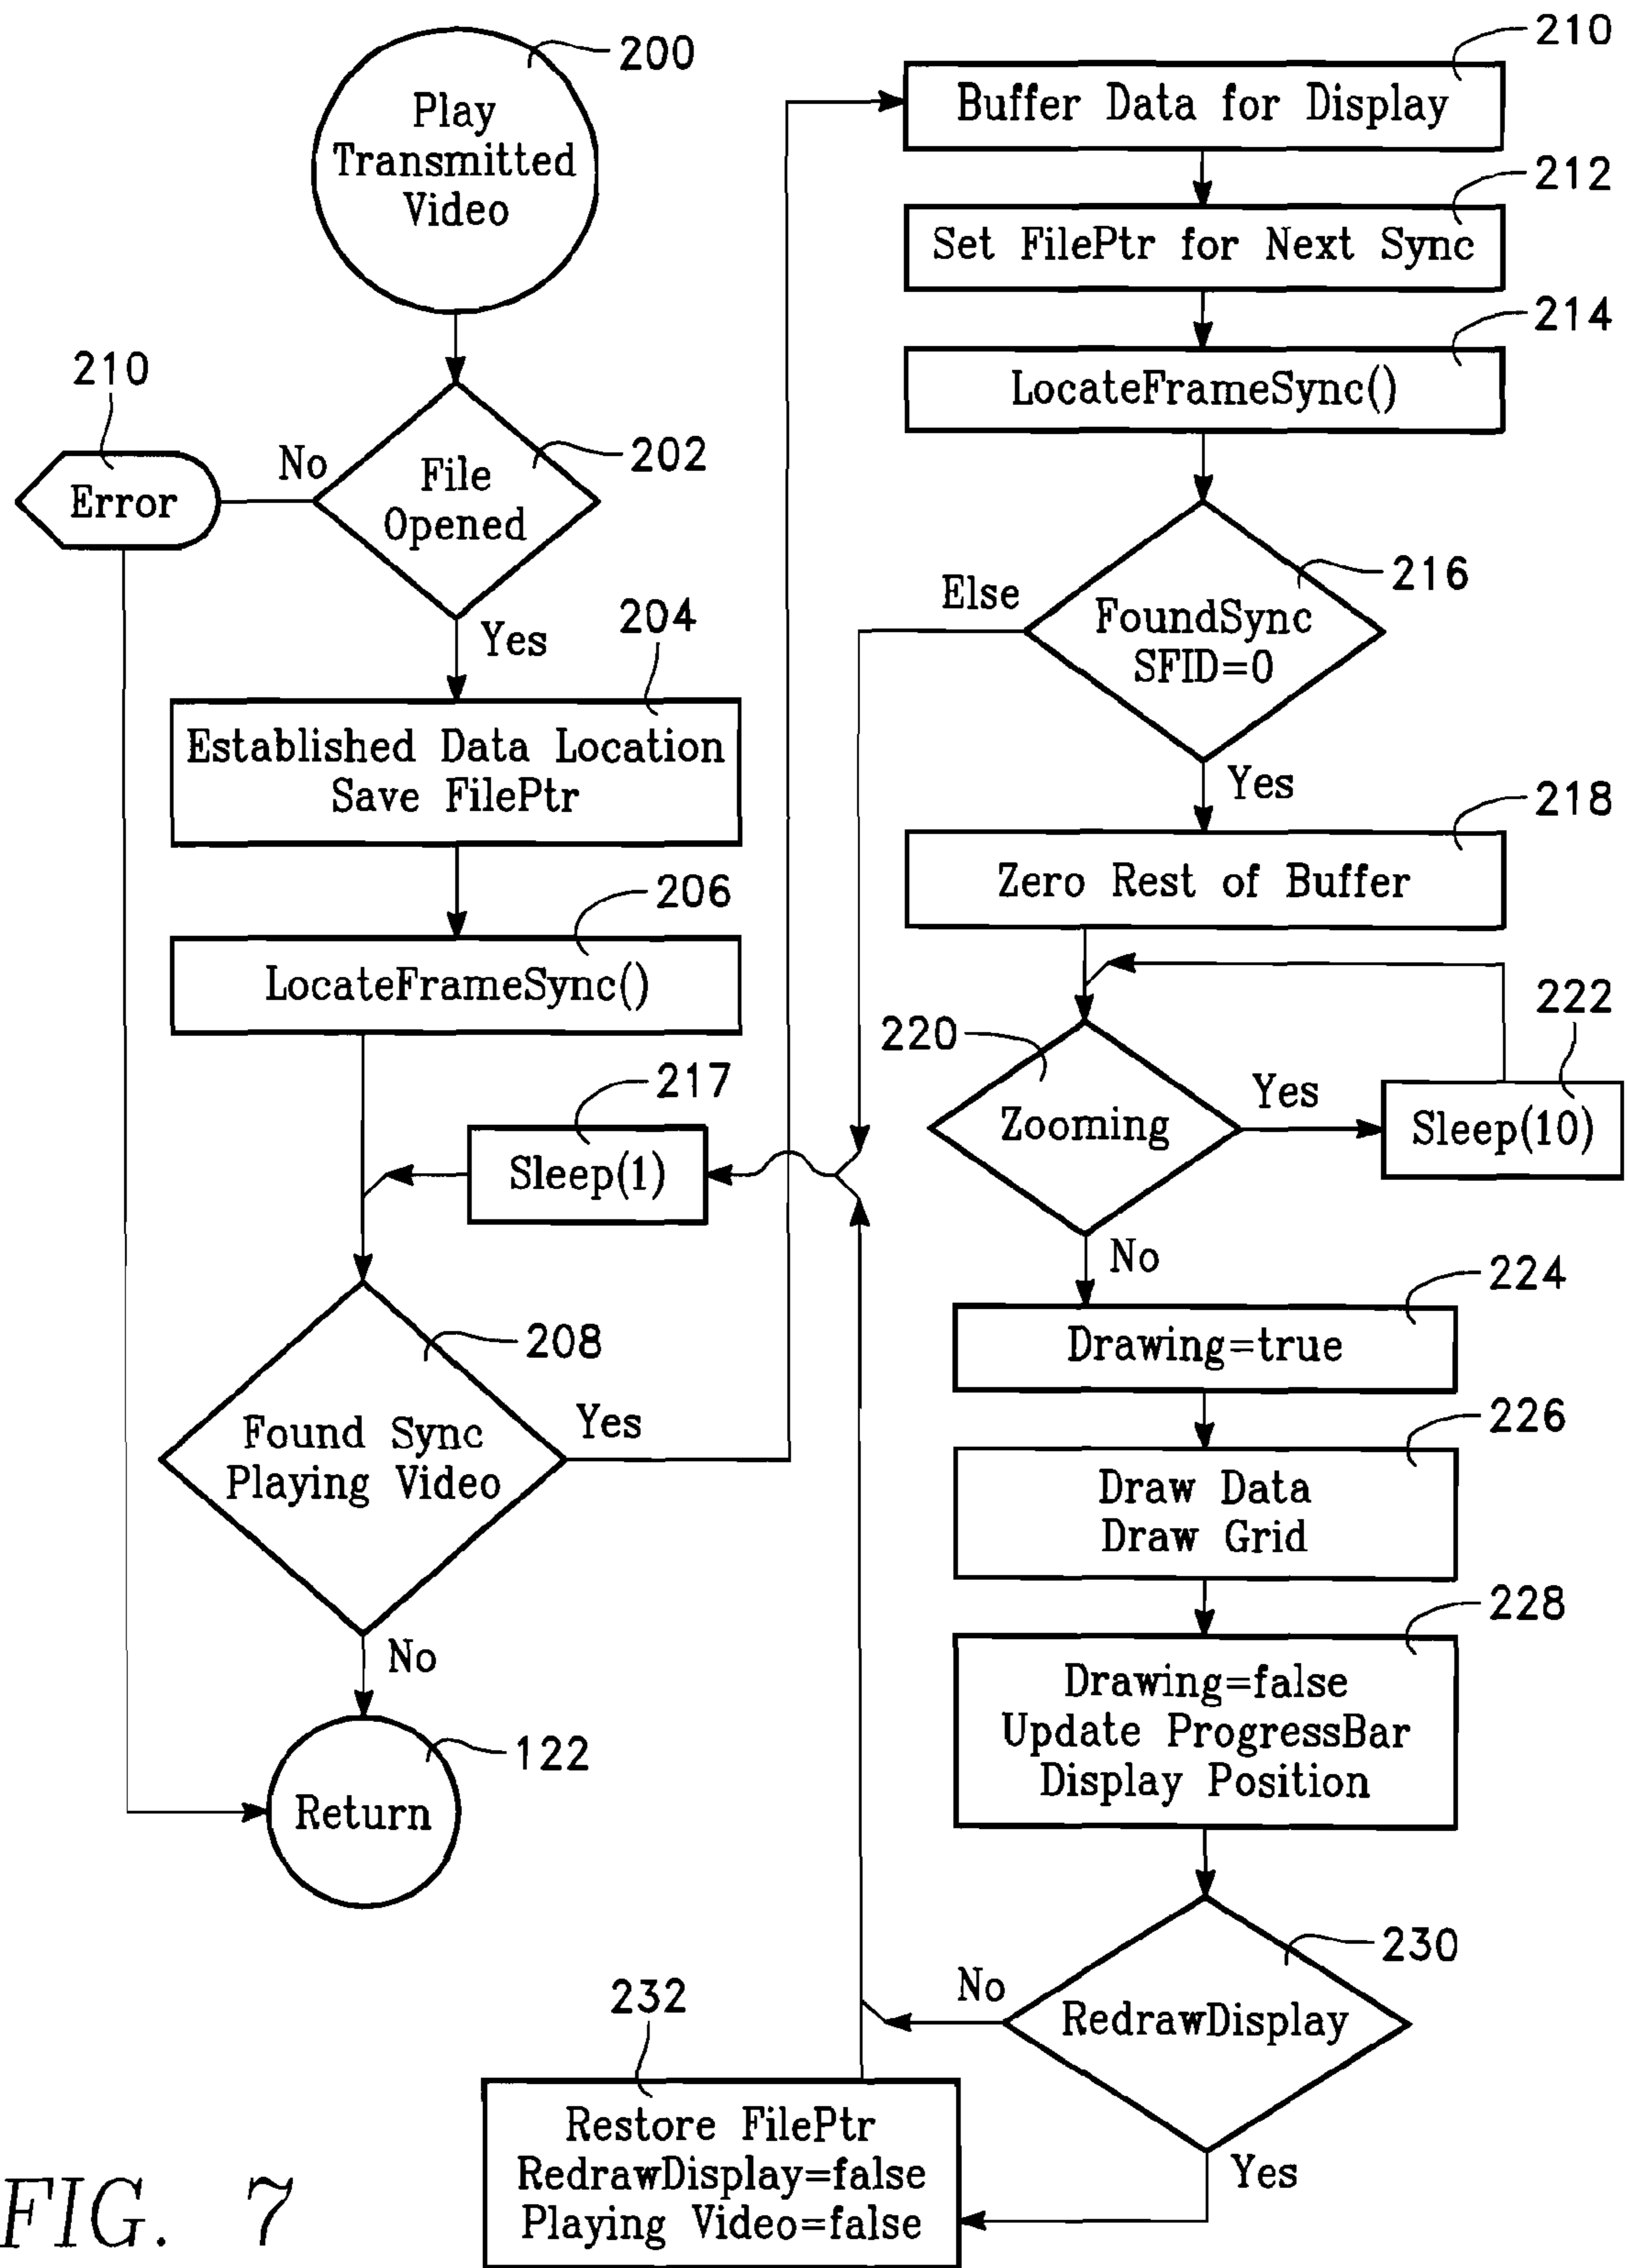 200
Play
Transmitted
Video
210
Error
No
202
File
Opened
Yes
204
Established Data Location
Save FilePtr
206
LocateFrameSync()
217
Sleep(1)
208
Found Sync
Playing Video
Yes
No
122
Return
210
Buffer Data for Display
212
Set FilePtr for Next Sync
214
LocateFrameSync()
216
Else
FoundSync
SFID=0
Yes
218
Zero Rest of Buffer
220
Zooming
Yes
222
Sleep(10)
No
224
Drawing=true
226
Draw Data
Draw Grid
228
Drawing=false
Update ProgressBar
Display Position
230
No
RedrawDisplay
Yes
232
Restore FilePtr
RedrawDisplay=false
Playing Video=false
FIG. 7